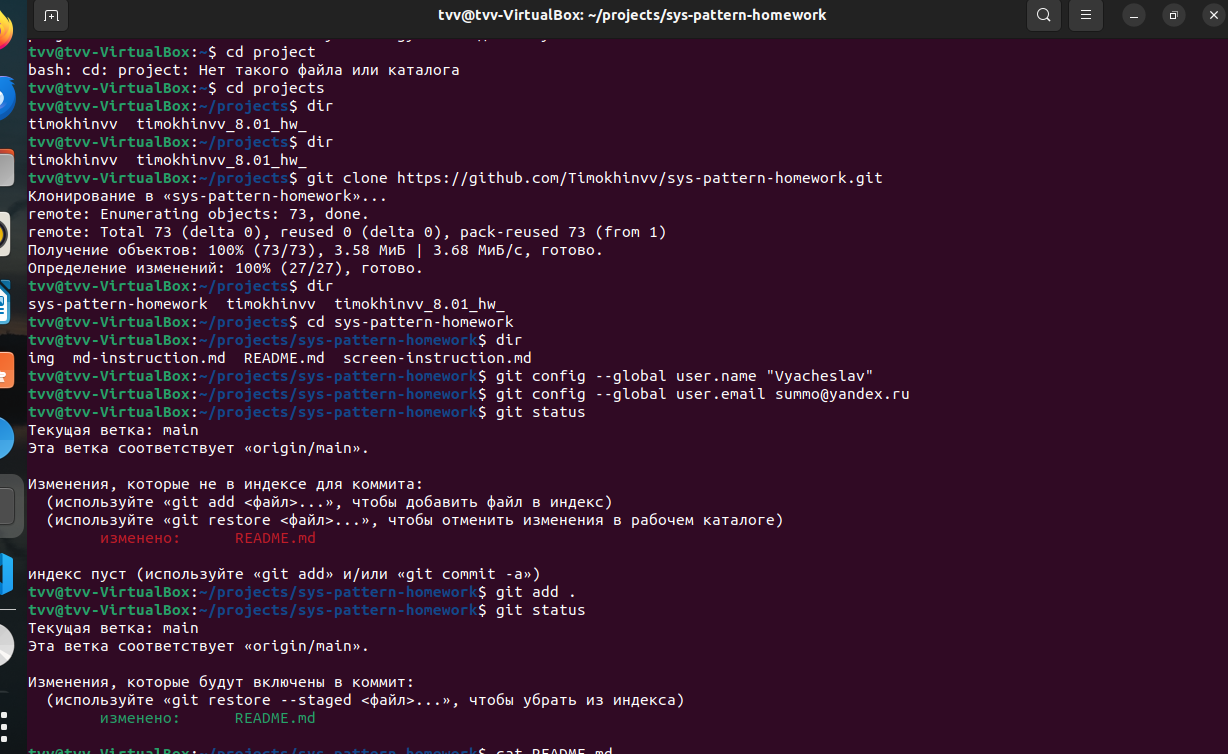 tvv@tvv-VirtualBox: ~/projects/sys-pattern-homework
tvv@tvv-VirtualBox:~$ cd project
bash: cd: project: Нет такого файла или каталога
tvv@tvv-VirtualBox:~$ cd projects
tvv@tvv-VirtualBox:~/projects$ dir
timokhinvv  timokhinvv_8.01_hw_
tvv@tvv-VirtualBox:~/projects$ dir
timokhinvv  timokhinvv_8.01_hw_
tvv@tvv-VirtualBox:~/projects$ git clone https://github.com/Timokhinvv/sys-pattern-homework.git
Клонирование в «sys-pattern-homework»...
remote: Enumerating objects: 73, done.
remote: Total 73 (delta 0), reused 0 (delta 0), pack-reused 73 (from 1)
Получение объектов: 100% (73/73), 3.58 МиБ | 3.68 МиБ/с, готово.
Определение изменений: 100% (27/27), готово.
tvv@tvv-VirtualBox:~/projects$ dir
sys-pattern-homework  timokhinvv  timokhinvv_8.01_hw_
tvv@tvv-VirtualBox:~/projects$ cd sys-pattern-homework
tvv@tvv-VirtualBox:~/projects/sys-pattern-homework$ dir
img  md-instruction.md  README.md  screen-instruction.md
tvv@tvv-VirtualBox:~/projects/sys-pattern-homework$ git config --global user.name "Vyacheslav"
tvv@tvv-VirtualBox:~/projects/sys-pattern-homework$ git config --global user.email summo@yandex.ru
tvv@tvv-VirtualBox:~/projects/sys-pattern-homework$ git status
Текущая ветка: main
Эта ветка соответствует «origin/main».
Изменения, которые не в индексе для коммита:
(используйте «git add <файл>...», чтобы добавить файл в индекс)
(используйте «git restore <файл>...», чтобы отменить изменения в рабочем каталоге)
изменено:      README.md
индекс пуст (используйте «git add» и/или «git commit -a»)
tvv@tvv-VirtualBox:~/projects/sys-pattern-homework$ git add .
tvv@tvv-VirtualBox:~/projects/sys-pattern-homework$ git status
Текущая ветка: main
Эта ветка соответствует «origin/main».
Изменения, которые будут включены в коммит:
(используйте «git restore --staged <файл>...», чтобы убрать из индекса)
изменено:      README.md
tvv@tvv-VirtualBox:~/projects/sys-pattern-homework$ cat README.md